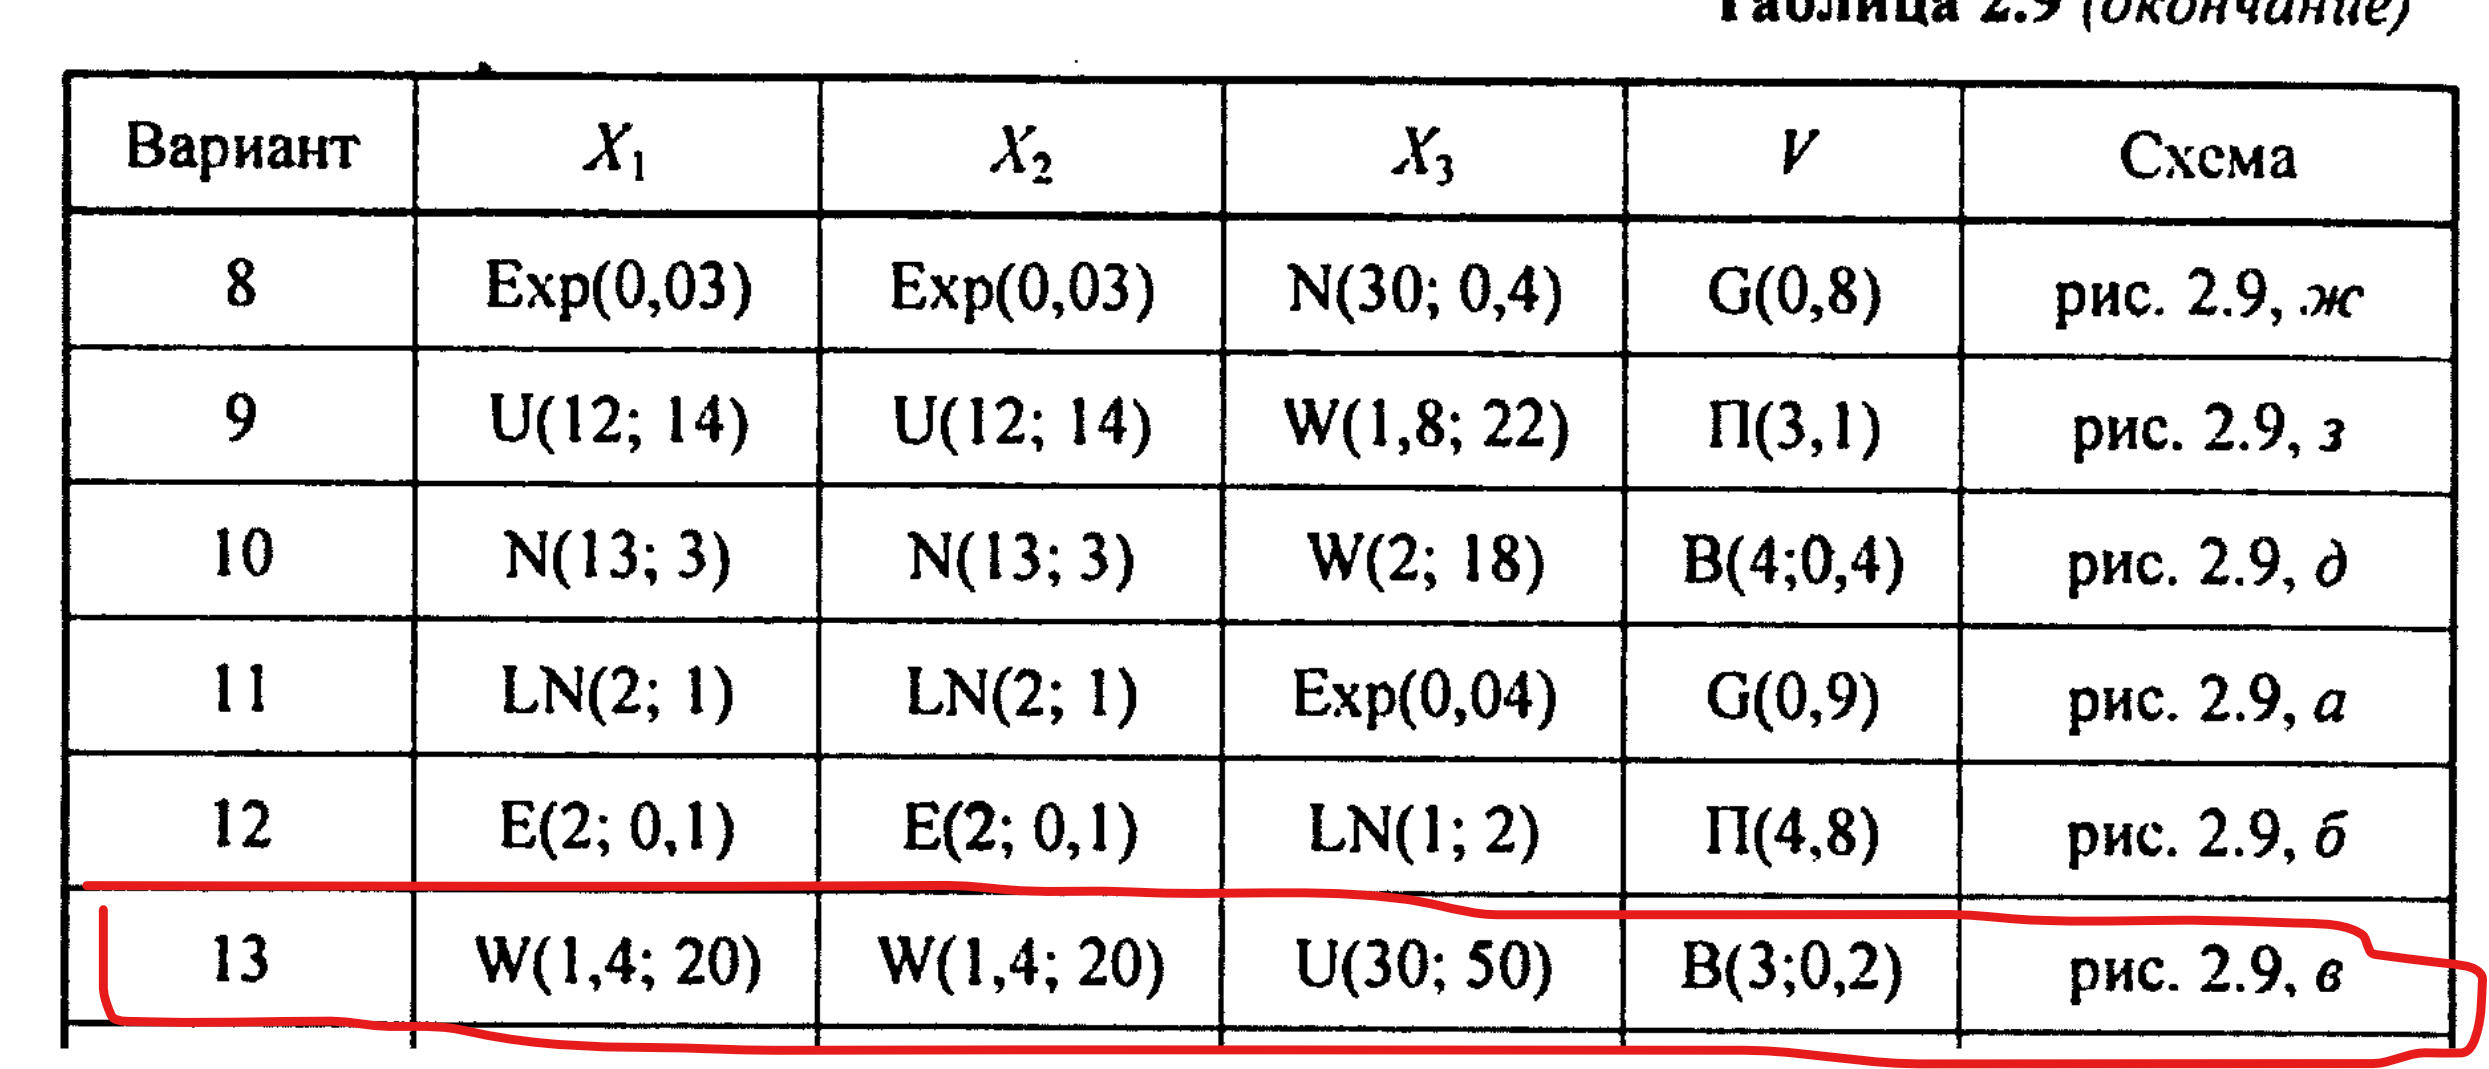 Таблица 2.9 (окончание)
Вариант X₁ X₂ X₃ V Схема
8 Exp(0,03) Exp(0,03) N(30; 0,4) G(0,8) рис. 2.9, ж
9 U(12; 14) U(12; 14) W(1,8; 22) П(3,1) рис. 2.9, з
10 N(13; 3) N(13; 3) W(2; 18) B(4;0,4) рис. 2.9, д
11 LN(2; 1) LN(2; 1) Exp(0,04) G(0,9) рис. 2.9, а
12 E(2; 0,1) E(2; 0,1) LN(1; 2) П(4,8) рис. 2.9, б
13 W(1,4; 20) W(1,4; 20) U(30; 50) B(3;0,2) рис. 2.9, в